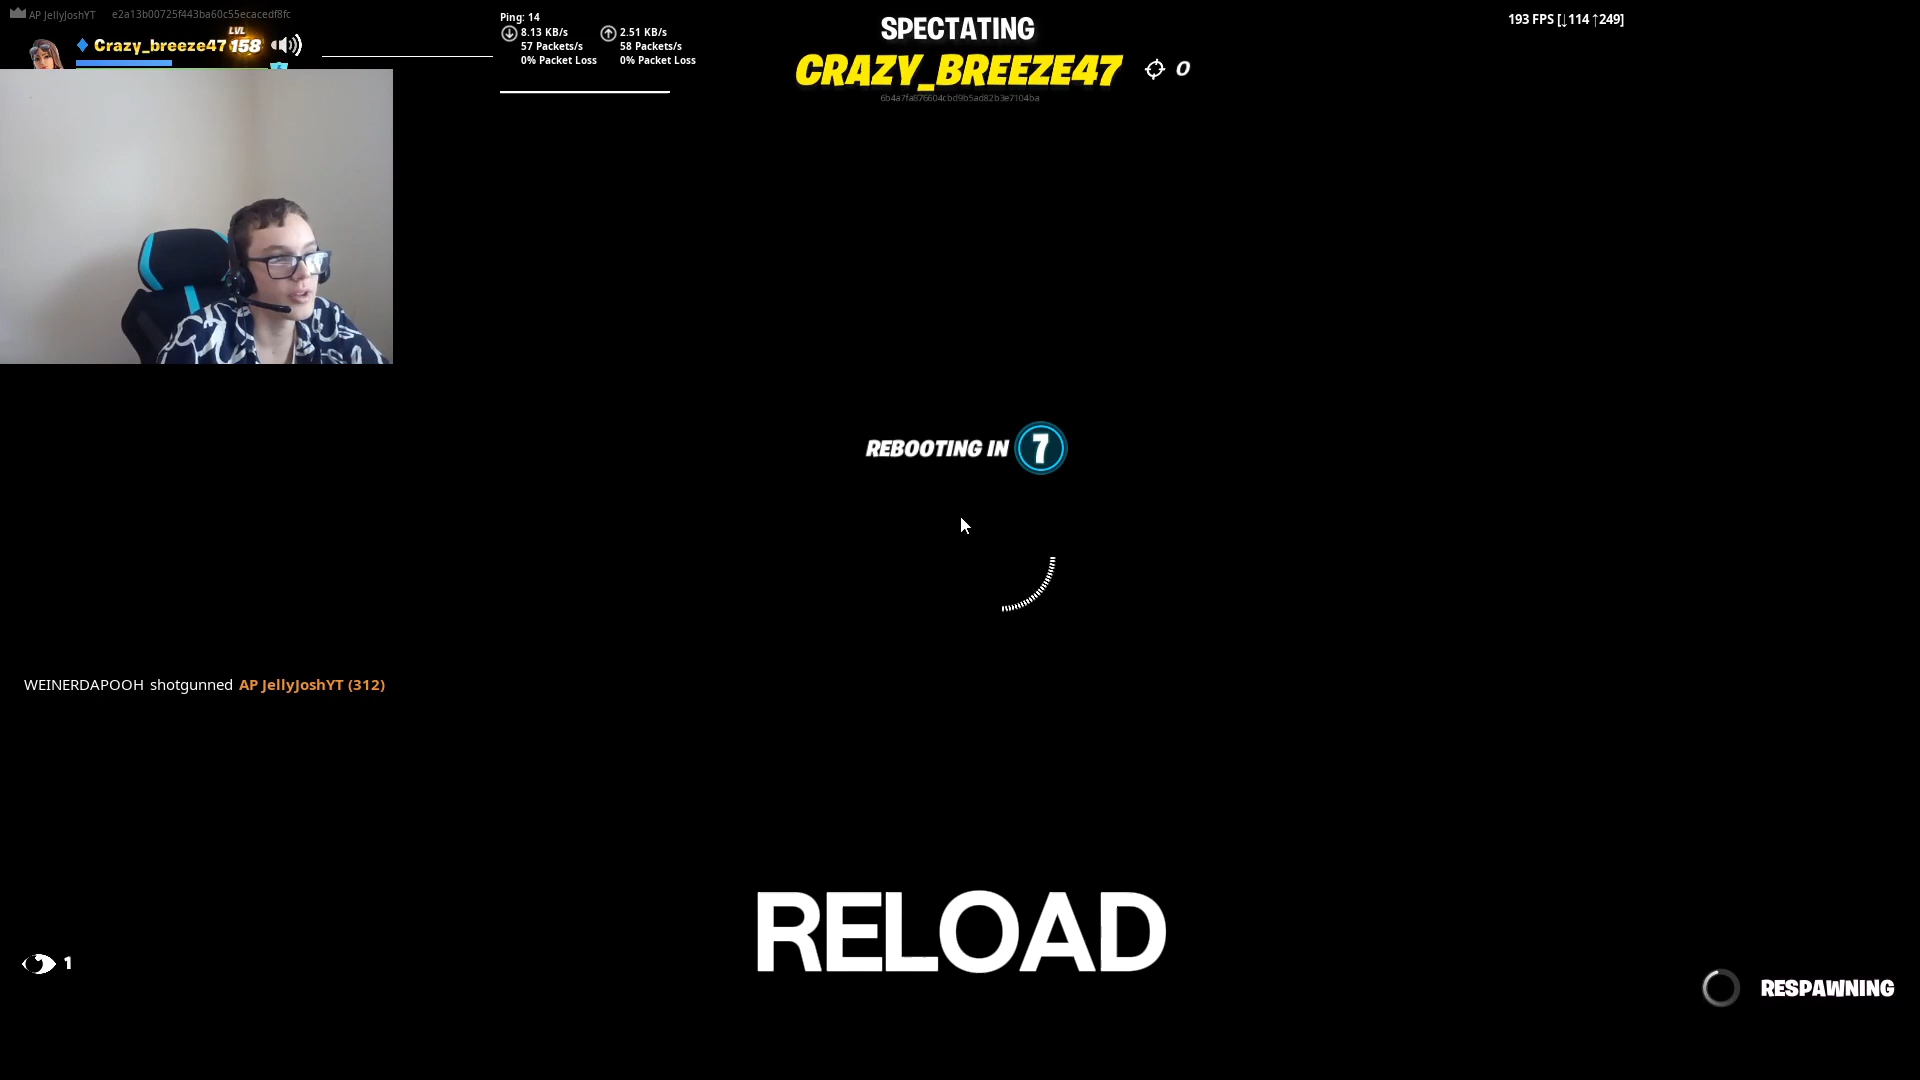 AP JellyJoshYT e2a13b00725f443ba60c55ecacedf8fc
Crazy_breeze47
LVL
158
Ping: 14
8.13 KB/s 2.51 KB/s
57 Packets/s 58 Packets/s
0% Packet Loss 0% Packet Loss
SPECTATING
CRAZY_BREEZE47 0
6b4a7fa876604cbd9b5ad82b3e7104ba
193 FPS [↓114 ↑249]
REBOOTING IN 7
WEINERDAPOOH shotgunned AP JellyJoshYT (312)
RELOAD
1
RESPAWNING